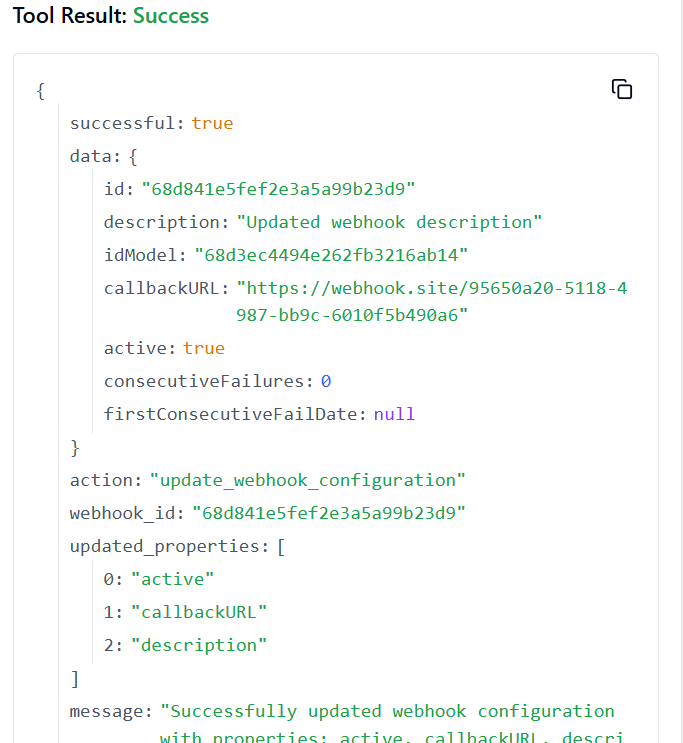 Tool Result: Success
{
successful: true
data: {
id: "68d841e5fef2e3a5a99b23d9"
description: "Updated webhook description"
idModel: "68d3ec4494e262fb3216ab14"
callbackURL: "https://webhook.site/95650a20-5118-4
987-bb9c-6010f5b490a6"
active: true
consecutiveFailures: 0
firstConsecutiveFailDate: null
}
action: "update_webhook_configuration"
webhook_id: "68d841e5fef2e3a5a99b23d9"
updated_properties: [
0: "active"
1: "callbackURL"
2: "description"
]
message: "Successfully updated webhook configuration
with properties: active, callbackURL, descri